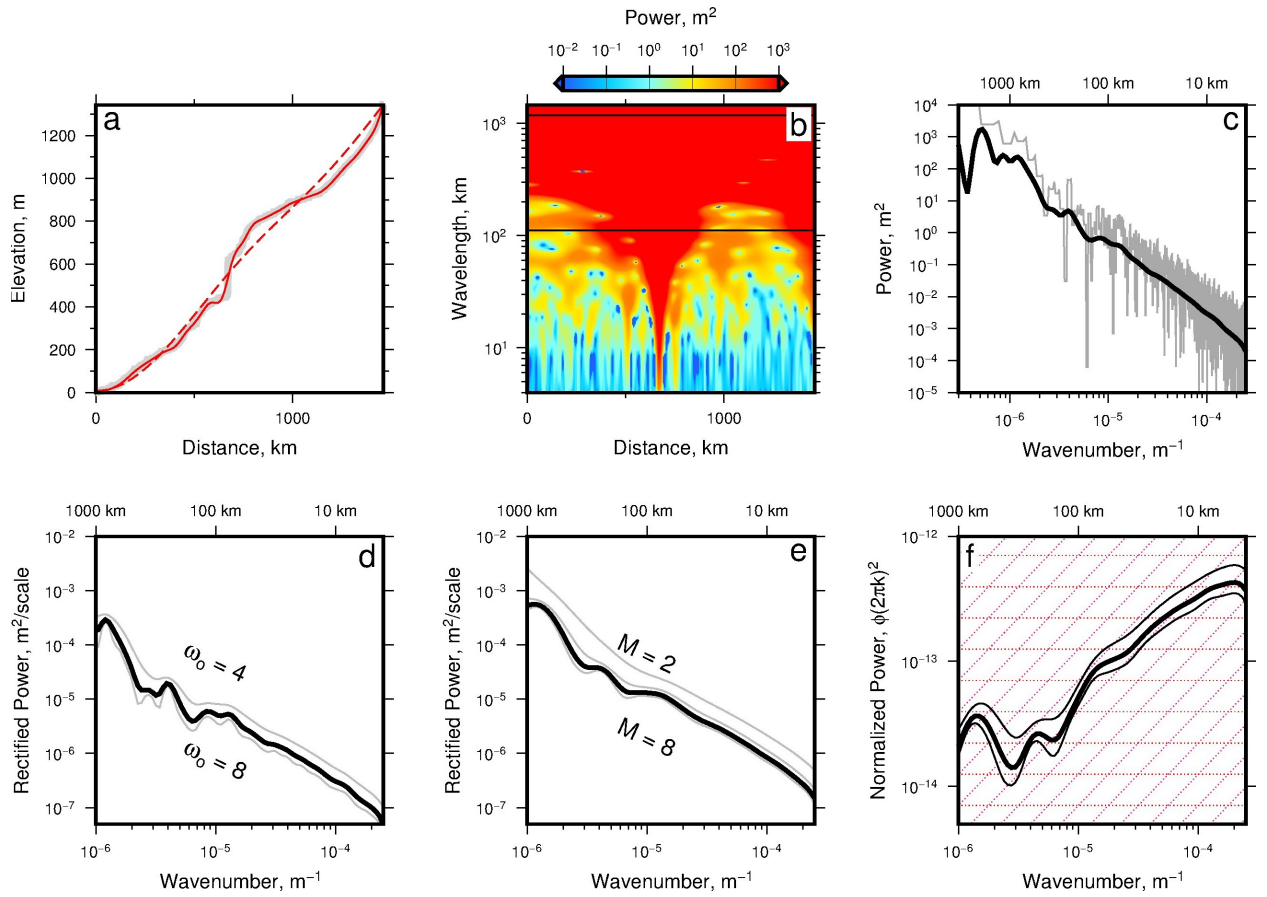 Power, m²
10⁻² 10⁻¹ 10⁰ 10¹ 10² 10³
a
Elevation, m
1200
1000
800
600
400
200
0
0 1000
Distance, km
b
Wavelength, km
10³
10²
10¹
0 1000
Distance, km
1000 km 100 km 10 km
c
Power, m²
10⁴
10³
10²
10¹
10⁰
10⁻¹
10⁻²
10⁻³
10⁻⁴
10⁻⁵
10⁻⁶ 10⁻⁵ 10⁻⁴
Wavenumber, m⁻¹
1000 km 100 km 10 km
d
Rectified Power, m²/scale
10⁻²
10⁻³
10⁻⁴
10⁻⁵
10⁻⁶
10⁻⁷
ωₒ = 4
ωₒ = 8
10⁻⁶ 10⁻⁵ 10⁻⁴
Wavenumber, m⁻¹
1000 km 100 km 10 km
e
Rectified Power, m²/scale
10⁻²
10⁻³
10⁻⁴
10⁻⁵
10⁻⁶
10⁻⁷
M = 2
M = 8
10⁻⁶ 10⁻⁵ 10⁻⁴
Wavenumber, m⁻¹
1000 km 100 km 10 km
f
Normalized Power, ϕ(2πk)²
10⁻¹²
10⁻¹³
10⁻¹⁴
10⁻⁶ 10⁻⁵ 10⁻⁴
Wavenumber, m⁻¹